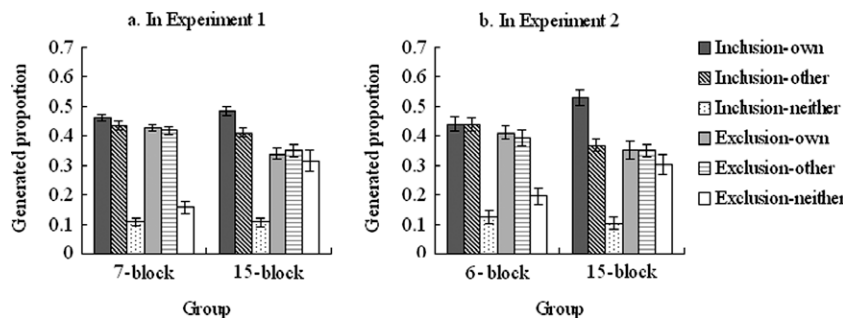 a. In Experiment 1
Generated proportion
0.7
0.6
0.5
0.4
0.3
0.2
0.1
0
7-block
15-block
Group
b. In Experiment 2
Generated proportion
0.7
0.6
0.5
0.4
0.3
0.2
0.1
0
6-block
15-block
Group
Inclusion-own
Inclusion-other
Inclusion-neither
Exclusion-own
Exclusion-other
Exclusion-neither